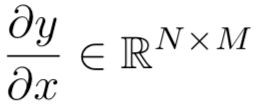 ∂y/∂x ∈ ℝ^{N×M}